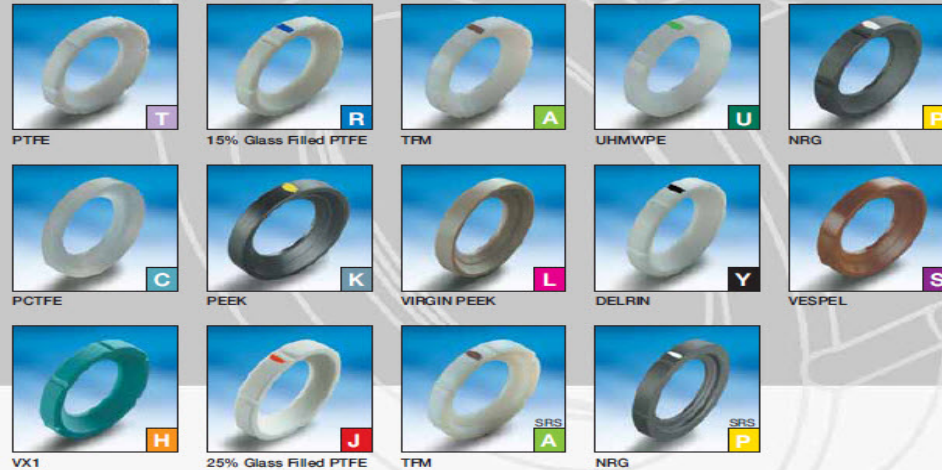 T R A U P
PTFE 15% Glass Filled PTFE TFM UHMWPE NRG
C K L Y S
PCTFE PEEK VIRGIN PEEK DELRIN VESPEL
SRS SRS
H J A P
VX1 25% Glass Filled PTFE TFM NRG